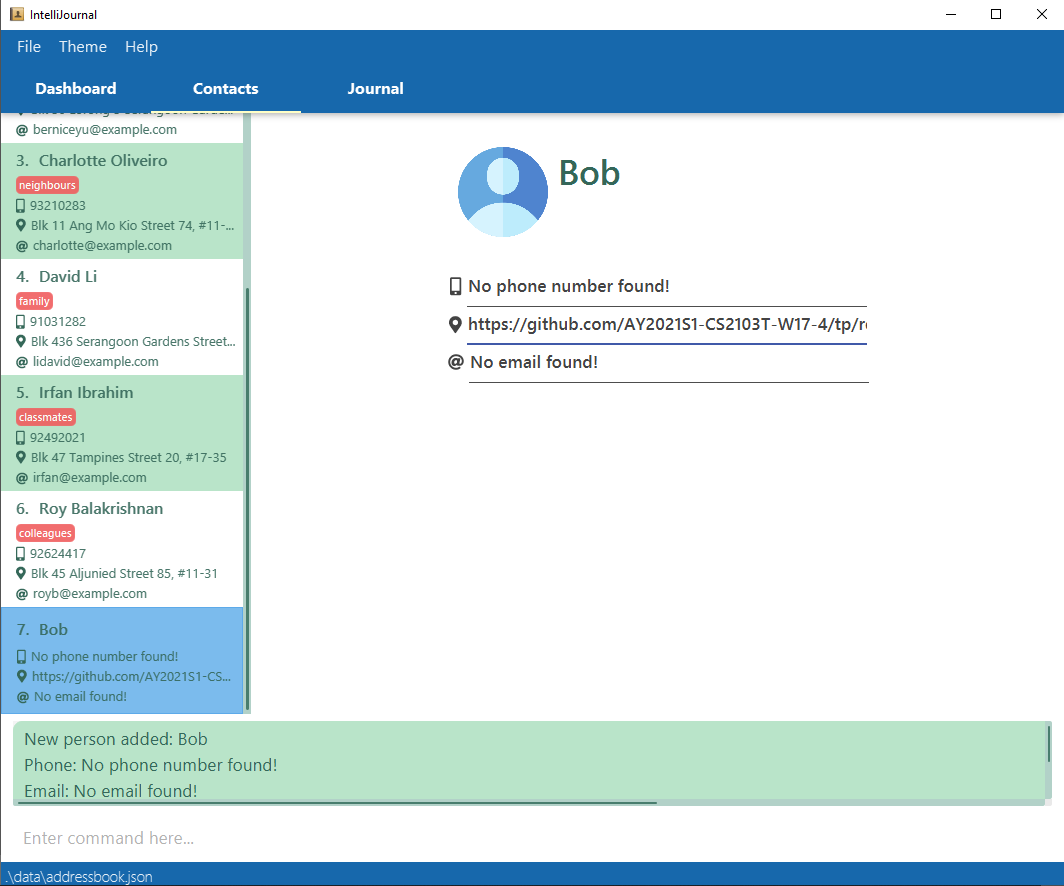 IntelliJournal
File Theme Help
Dashboard Contacts Journal
@ berniceyu@example.com
3. Charlotte Oliveiro
neighbours
93210283
Blk 11 Ang Mo Kio Street 74, #11-...
@ charlotte@example.com
4. David Li
family
91031282
Blk 436 Serangoon Gardens Street...
@ lidavid@example.com
5. Irfan Ibrahim
classmates
92492021
Blk 47 Tampines Street 20, #17-35
@ irfan@example.com
6. Roy Balakrishnan
colleagues
92624417
Blk 45 Aljunied Street 85, #11-31
@ royb@example.com
7. Bob
No phone number found!
https://github.com/AY2021S1-CS...
@ No email found!
Bob
No phone number found!
https://github.com/AY2021S1-CS2103T-W17-4/tp/r
@ No email found!
New person added: Bob
Phone: No phone number found!
Email: No email found!
Enter command here...
.\data\addressbook.json